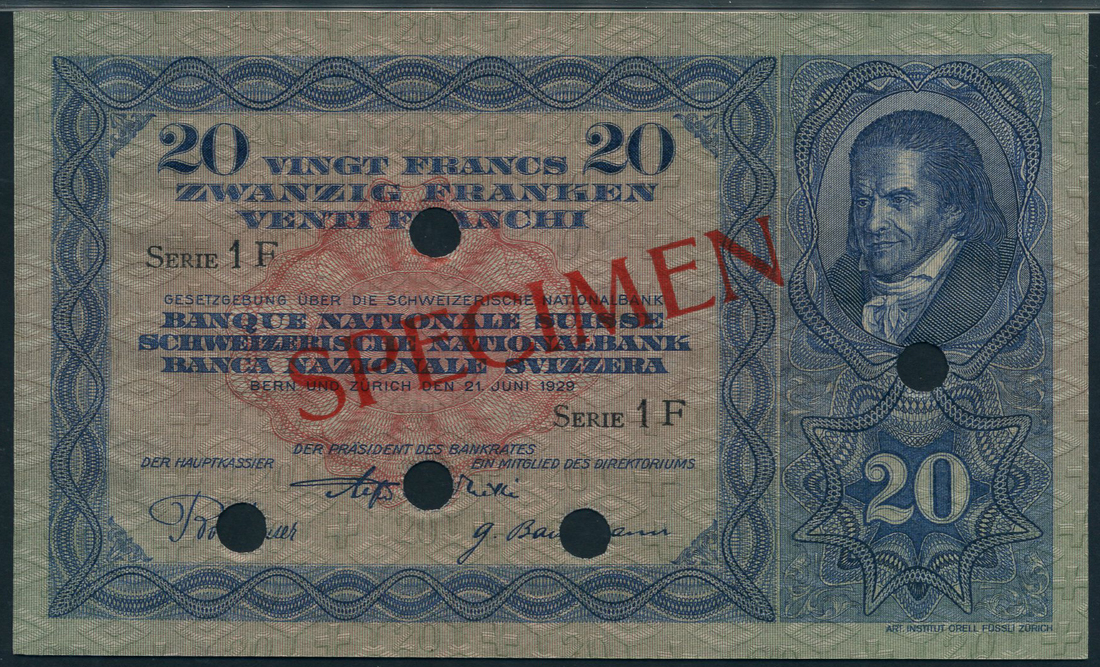 20 VINGT FRANCS 20
ZWANZIG FRANKEN
VENTI FRANCHI
SERIE 1 F
SPECIMEN
GESETZGEBUNG ÜBER DIE SCHWEIZERISCHE NATIONALBANK
BANQUE NATIONALE SUISSE
SCHWEIZERISCHE NATIONALBANK
BANCA NAZIONALE SVIZZERA
BERN UND ZÜRICH DEN 21. JUNI 1929
SERIE 1 F
DER PRÄSIDENT DES BANKRATES
DER HAUPTKASSIER
EIN MITGLIED DES DIREKTORIUMS
G.
20
ART. INSTITUT ORELL FÜSSLI ZÜRICH